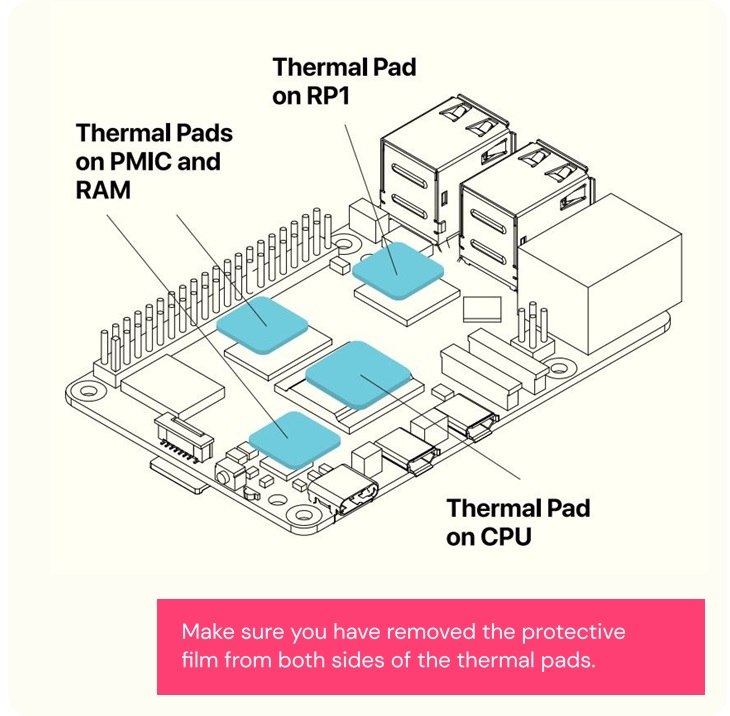 Thermal Pad
on RP1
Thermal Pads
on PMIC and
RAM
Thermal Pad
on CPU
Make sure you have removed the protective
film from both sides of the thermal pads.